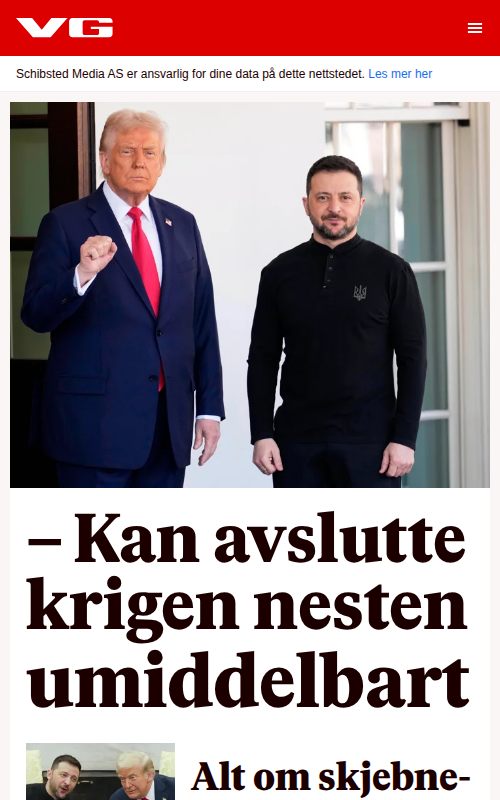 VG
Schibsted Media AS er ansvarlig for dine data på dette nettstedet. Les mer her
– Kan avslutte
krigen nesten
umiddelbart
Alt om skjebne-